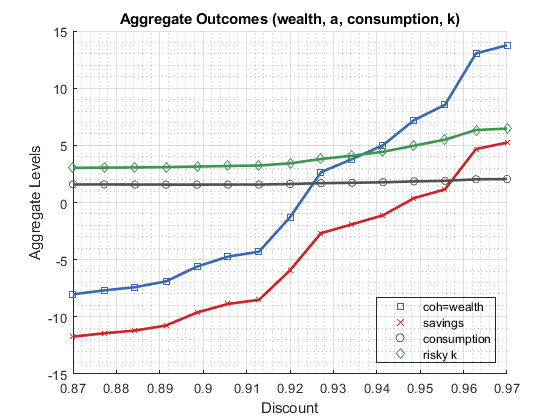 Aggregate Outcomes (wealth, a, consumption, k)
15
10
5
0
-5
-10
-15
Aggregate Levels
coh=wealth
savings
consumption
risky k
0.87 0.88 0.89 0.9 0.91 0.92 0.93 0.94 0.95 0.96 0.97
Discount